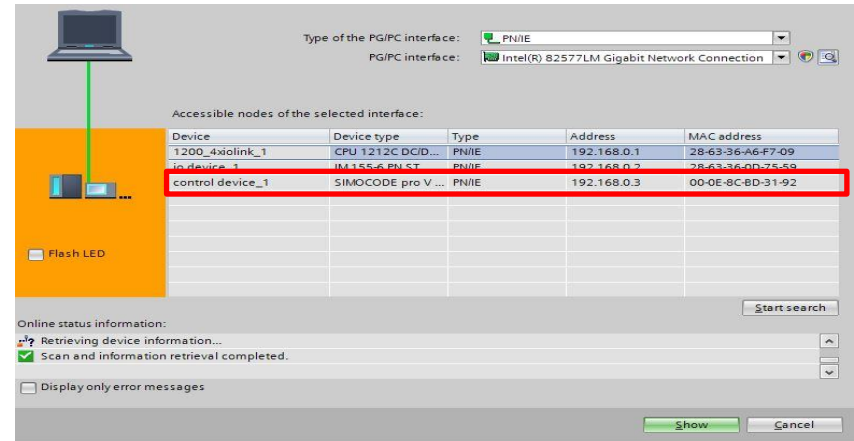 Type of the PG/PC interface: PN/IE
PG/PC interface: Intel(R) 82577LM Gigabit Network Connection
Accessible nodes of the selected interface:
Device Device type Type Address MAC address
1200_4xiolink_1 CPU 1212C DC/D... PN/IE 192.168.0.1 28-63-36-A6-F7-09
io device_1 IM 155-6 PN ST PN/IE 192.168.0.2 28-63-36-0D-75-59
control device_1 SIMOCODE pro V ... PN/IE 192.168.0.3 00-0E-8C-BD-31-92
Flash LED
Start search
Online status information:
Retrieving device information...
Scan and information retrieval completed.
Display only error messages
Show Cancel